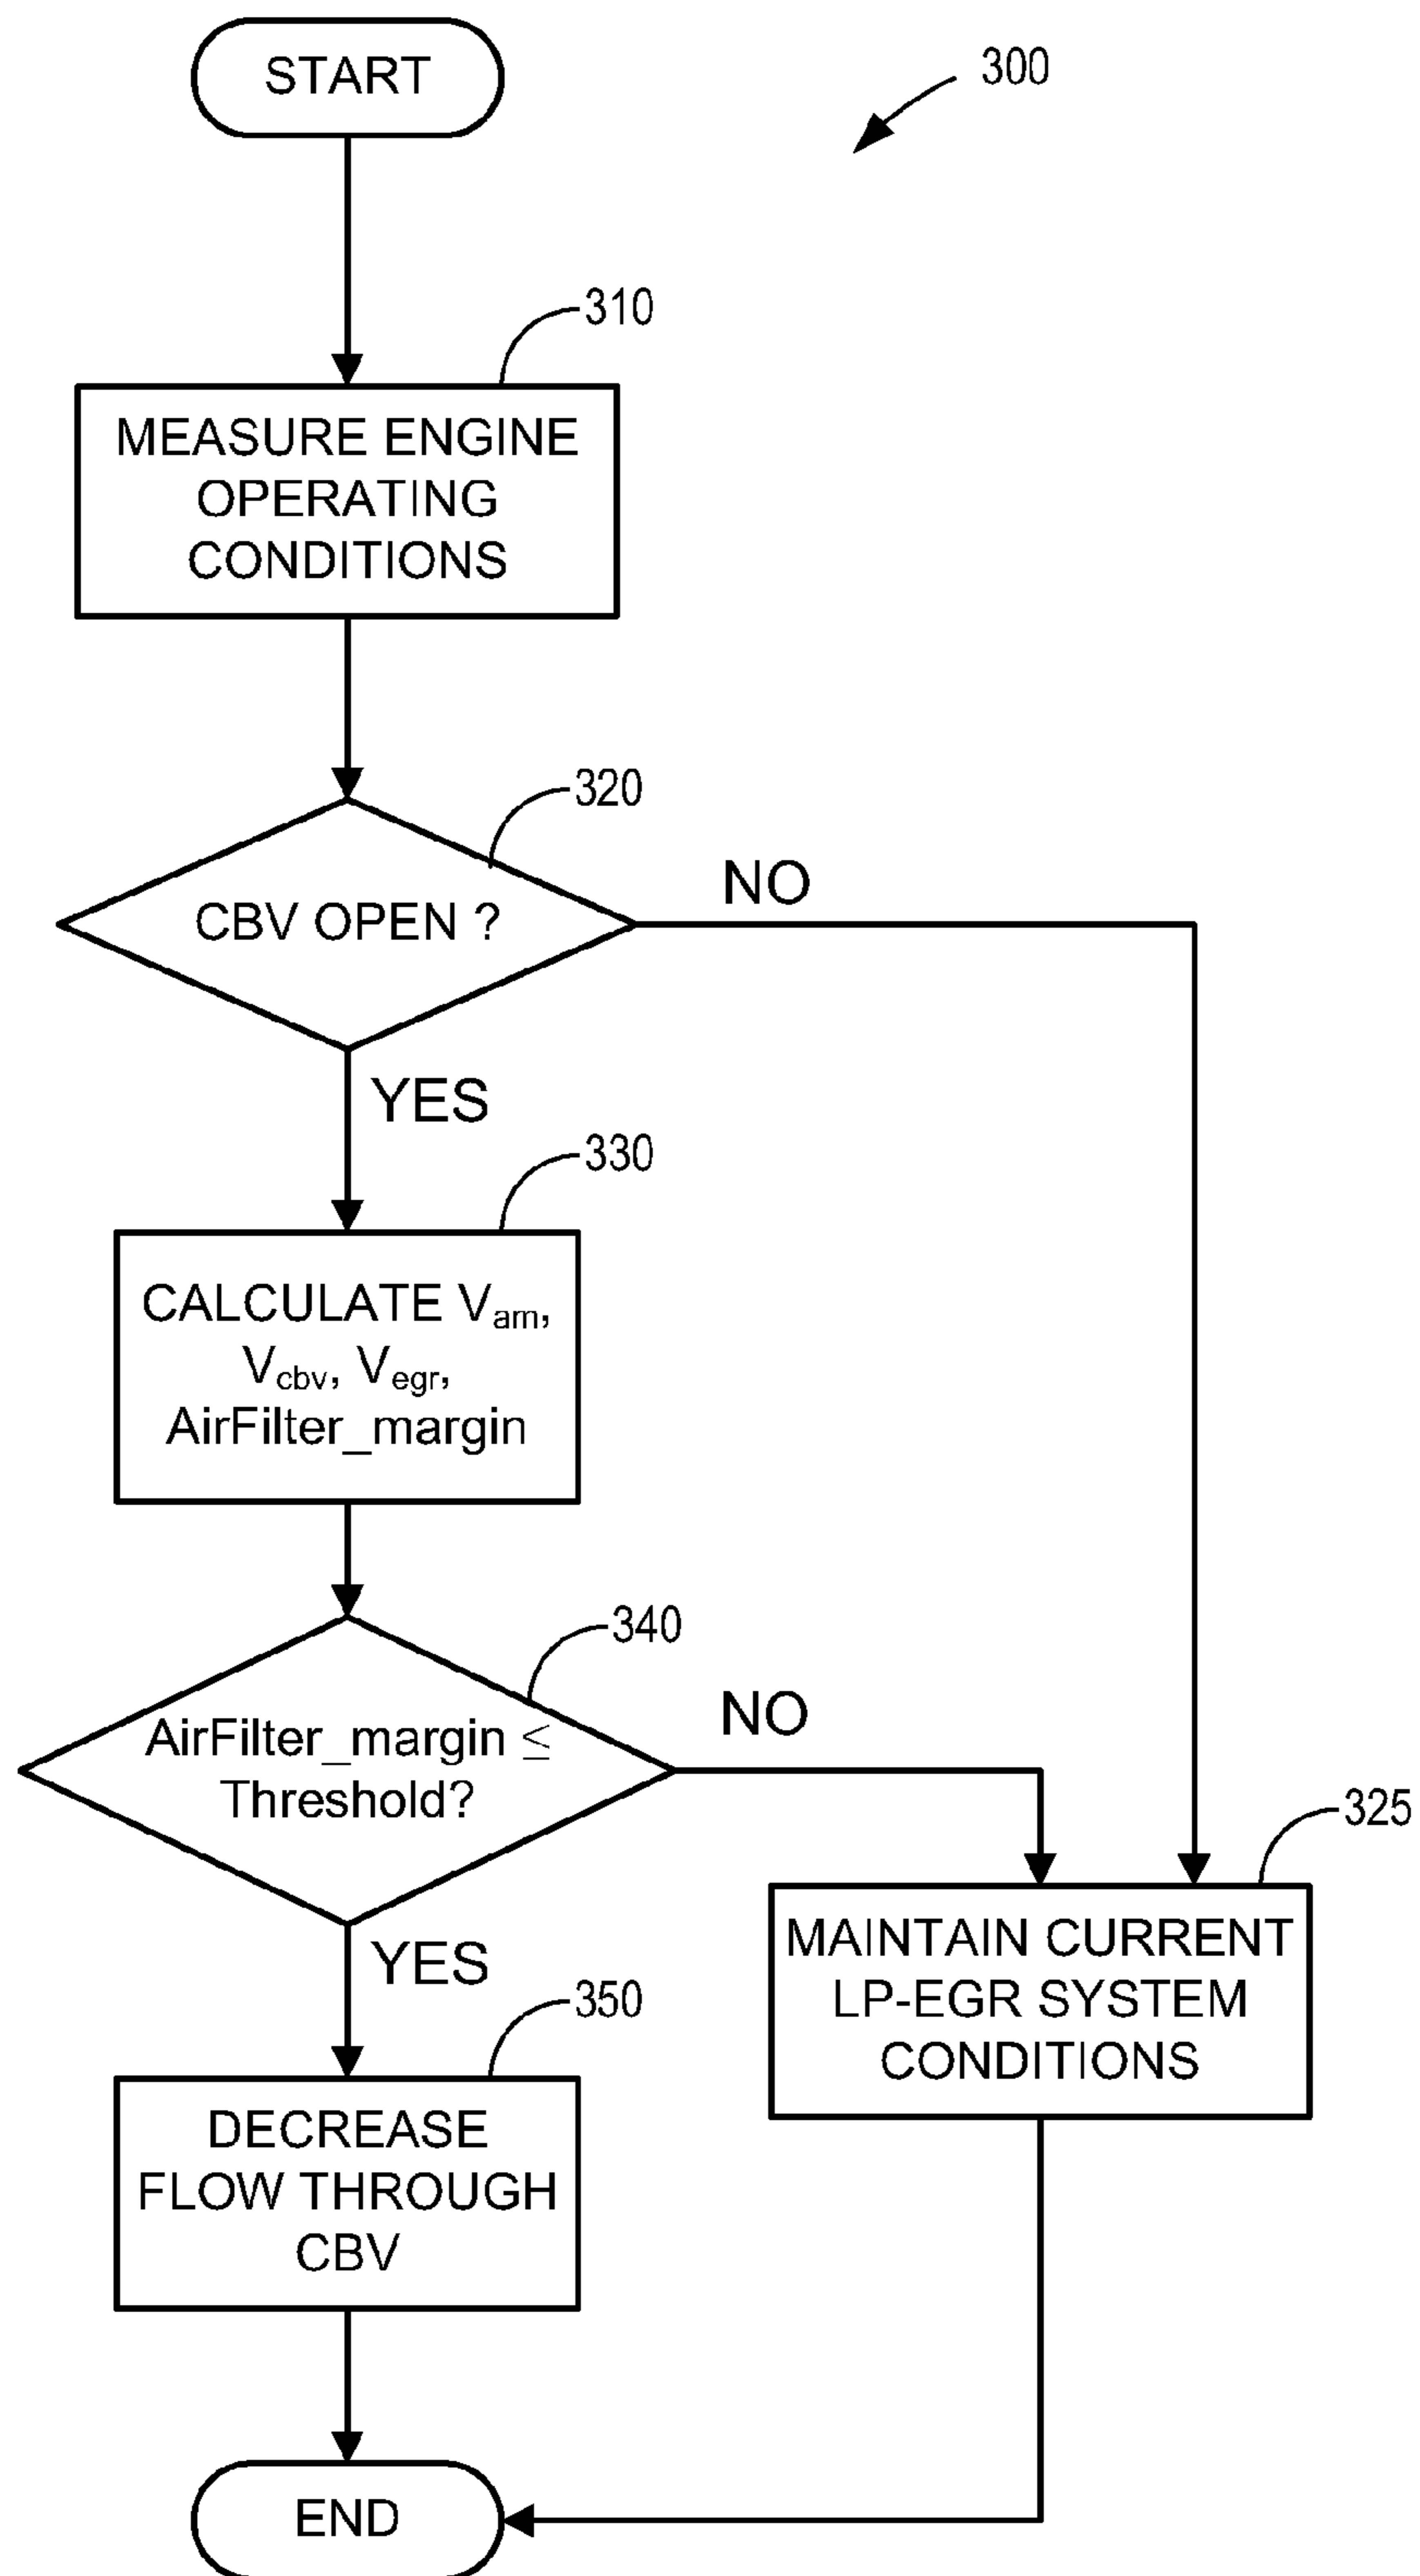 START
300
310
MEASURE ENGINE
OPERATING
CONDITIONS
320
CBV OPEN ?
NO
YES
330
CALCULATE Vam,
Vcbv, Vegr,
AirFilter_margin
340
AirFilter_margin ≤
Threshold?
NO
YES
325
MAINTAIN CURRENT
LP-EGR SYSTEM
CONDITIONS
350
DECREASE
FLOW THROUGH
CBV
END